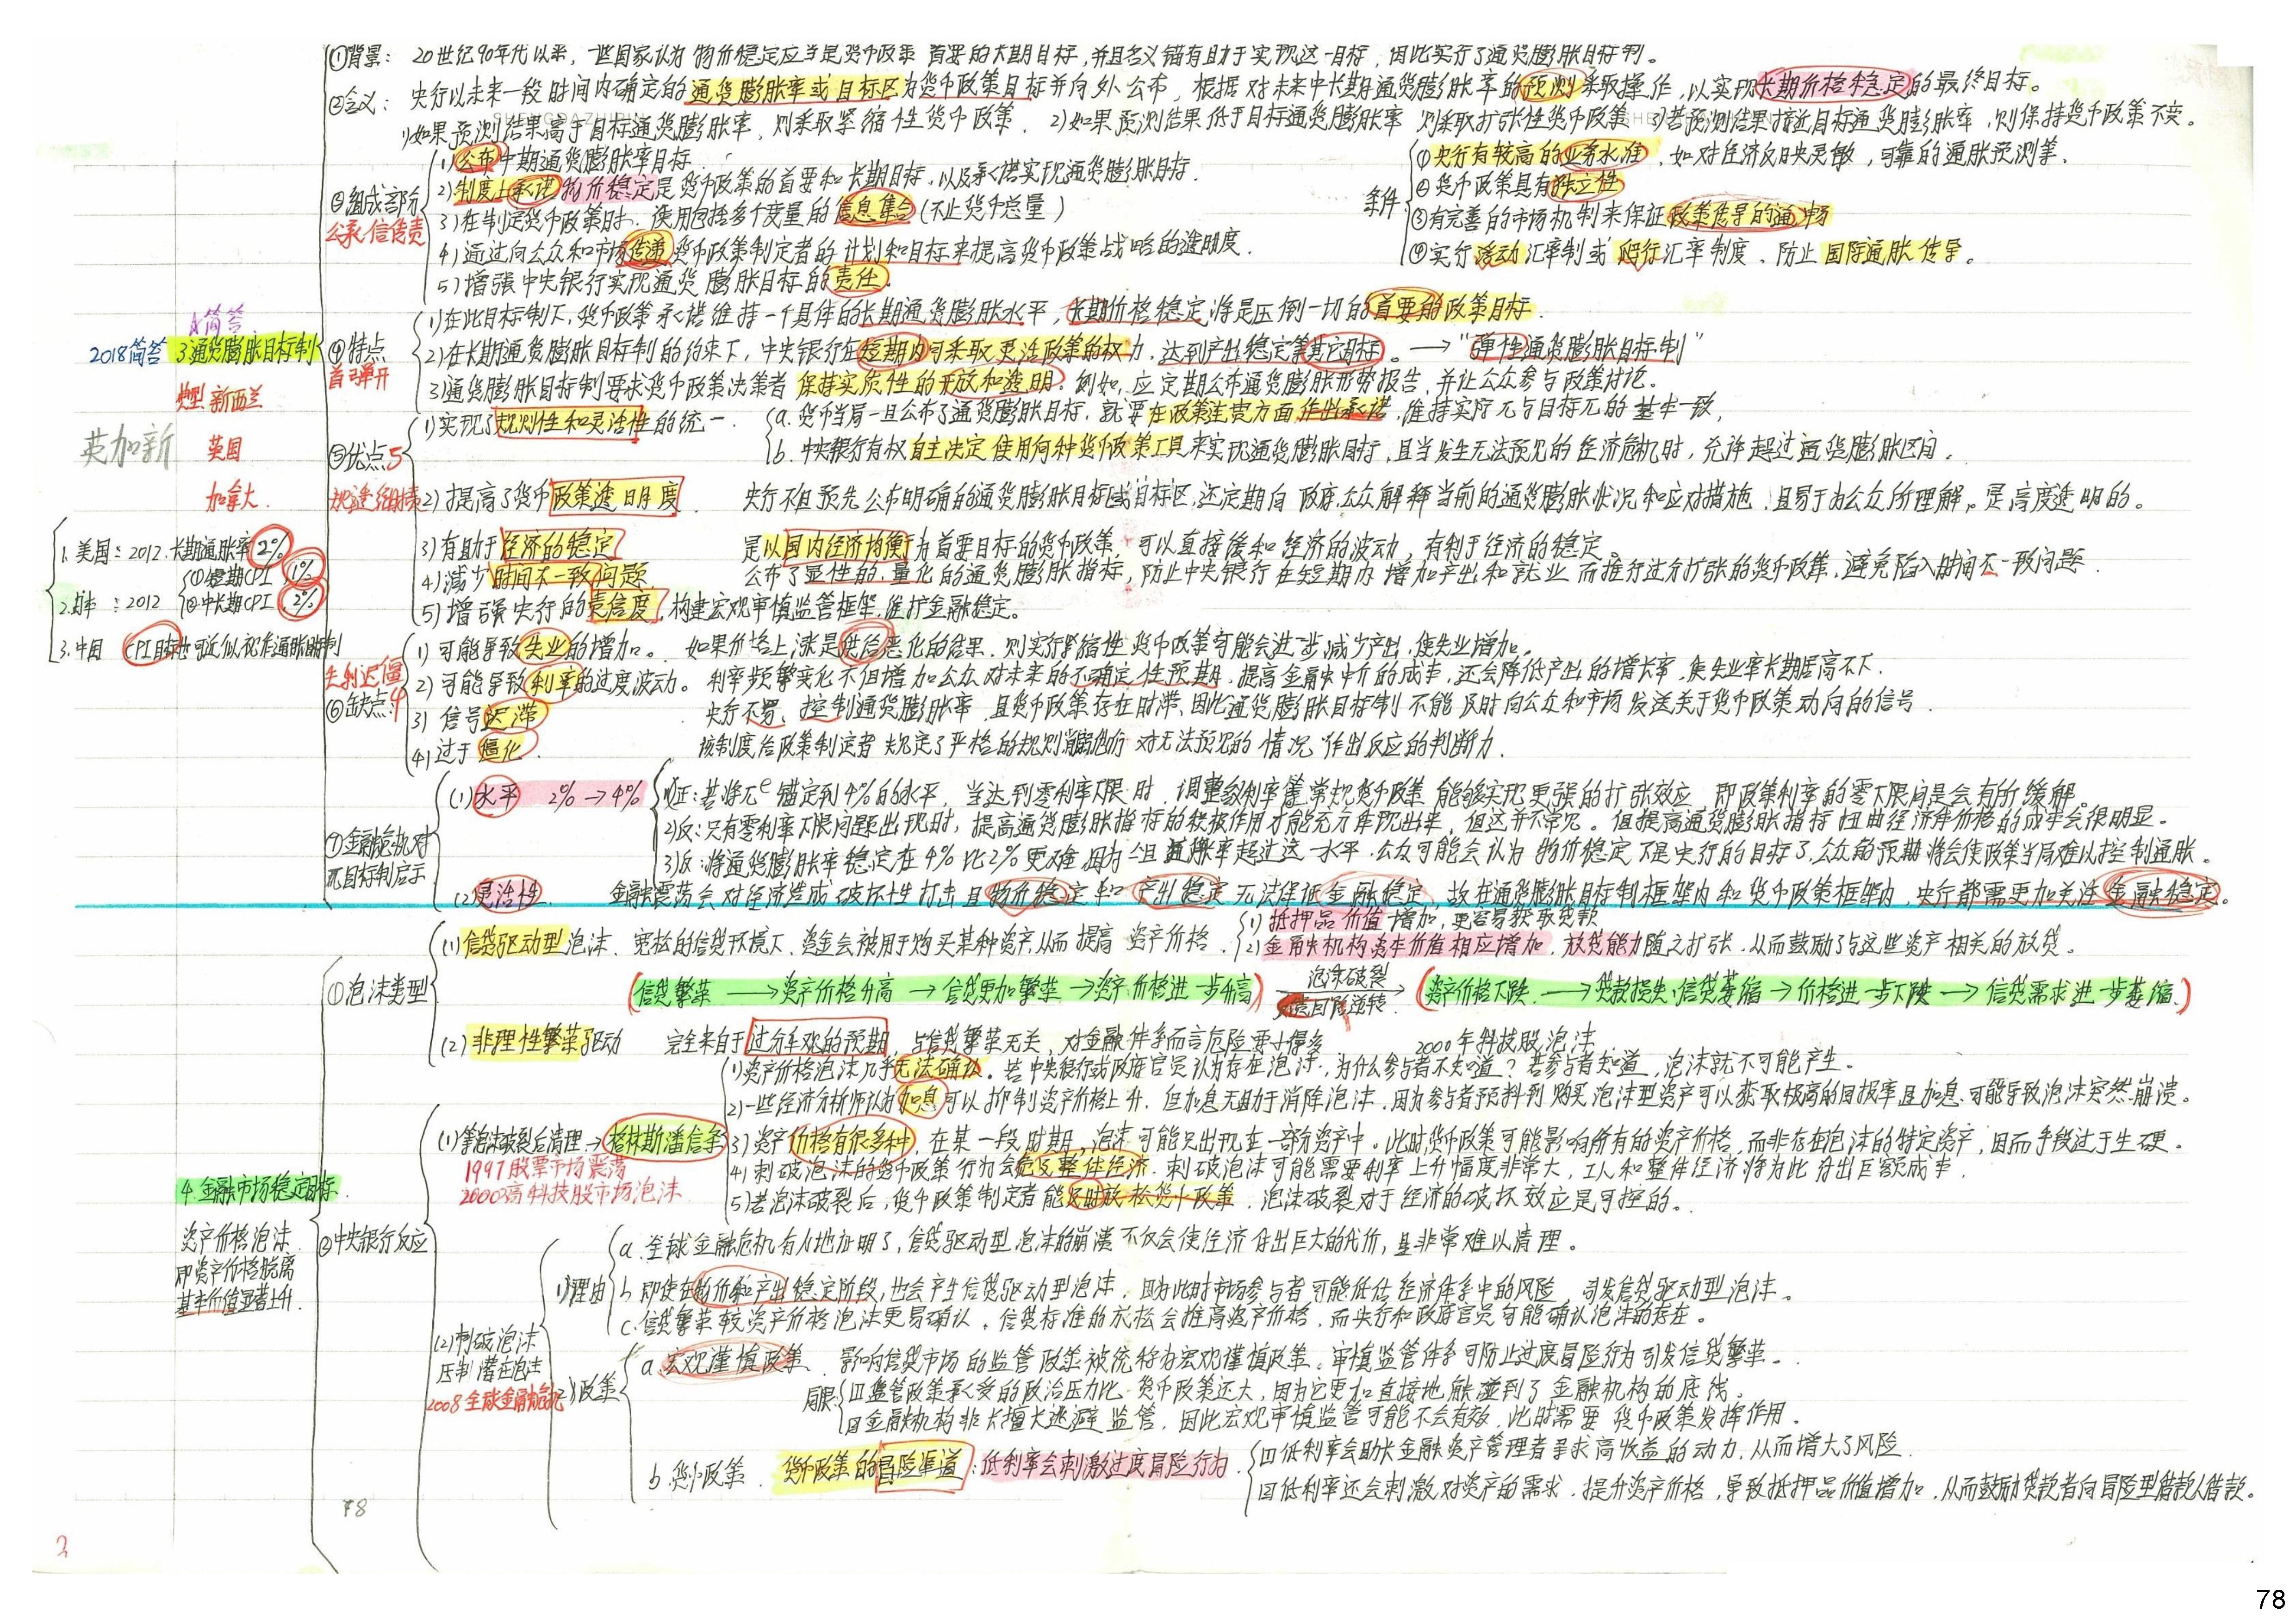 ①背景： 20世纪90年代以来，一些国家认为物价稳定应当是货币政策首要的长期目标，并且名义锚有助于实现这一目标，因此实行了通货膨胀目标制。
②含义： 央行以未来一段时间内确定的通货膨胀率或目标区为货币政策目标并向外公布，根据对未来中长期通货膨胀率的预测采取操作，以实现长期价格稳定的最终目标。
1)如果预测结果高于目标通货膨胀率，则采取紧缩性货币政策． 2)如果预测结果低于目标通货膨胀率 则采取扩张性货币政策 3)若预测结果接近目标通货膨胀率，则保持货币政策不变。
③组成部分
公承信传责
1)公布中期通货膨胀率目标
2)制度上承诺物价稳定是货币政策的首要和长期目标，以及承诺实现通货膨胀目标．
3)在制定货币政策时，使用包括多个变量的信息集合(不止货币总量)
4)通过向公众和市场传递货币政策制定者的计划和目标来提高货币政策战略的透明度．
5)增强中央银行实现通货膨胀目标的责任．
条件
①央行有较高的业务水准，如对经济反映灵敏，可靠的通胀预测等．
②货币政策具有独立性
③有完善的市场机制来保证政策传导的通畅
④实行浮动汇率制或爬行汇率制度、防止国际通胀传导。
☆简答
2018简答 3.通货膨胀目标制
典型 新西兰
英国
加拿大．
英加新
④特点
首弹开
1)在此目标制下，货币政策承诺维持一个具体的长期通货膨胀水平，长期价格稳定将是压倒一切的首要的政策目标．
2)在长期通货膨胀目标制的约束下，中央银行在短期内可采取更迭政策的权力，达到产出稳定等其它目标。→“弹性通货膨胀目标制”
3)通货膨胀目标制要求货币政策决策者保持实质性的开放和透明．例如，应定期公布通货膨胀形势报告，并让公众参与政策讨论。
⑤优点5
1)实现了规则性和灵活性的统一．
a. 货币当局一旦公布了通货膨胀目标，就要在政策连贯方面作出承诺，维持实际π与目标π的基本一致，
b. 中央银行有权自主决定使用何种货币政策工具来实现通货膨胀目标，且当发生无法预见的经济危机时，允许超过通货膨胀区间．
2)提高了货币政策透明度． 央行不但预先公布明确的通货膨胀目标或目标区，还定期向政府、公众解释当前的通货膨胀状况和应对措施，且易于为公众所理解。是高度透明的。
3)有助于经济的稳定 是以国内经济均衡为首要目标的货币政策，可以直接缓和经济的波动，有利于经济的稳定。
4)减少时间不一致问题． 公布了显性的、量化的通货膨胀指标，防止中央银行在短期内增加产出和就业而推行过分扩张的货币政策，避免陷入时间不一致问题．
5)增强央行的责信度，构建宏观审慎监管框架，维护金融稳定。
1. 美国：2012．长期通胀率2%
2.日本：2012 ①短期CPI 1% ②中长期CPI 2%
3.中国 CPI目标也可近似视作通胀目标制
⑥缺点：4
失利迟僵
1)可能导致失业的增加。 如果价格上涨是供给恶化的结果．则实行紧缩性货币政策可能会进一步减少产出，使失业增加。
2)可能导致利率的过度波动。 利率频繁变化不但增加公众对未来的不确定性预期，提高金融中介的成本，还会降低产出的增长率，使失业率长期居高不下．
3)信号迟滞 央行不易控制通货膨胀率，且货币政策存在时滞、因此通货膨胀目标制不能及时向公众和市场发送关于货币政策动向的信号．
4)过于僵化． 该制度给政策制定者规定了严格的规则 对无法预见的情况作出反应的判断力．
⑦金融危机对π目标制启示
(1)水平 2%→4%
1)正：若将πᵉ锚定到4%的水平，当达到零利率下限时，调整 利率等常规货币政策能够实现更强的扩张效应．即政策利率的零下限问题会有所缓解。
2)反：只有零利率下限问题出现时，提高通货膨胀指标的积极作用才能充分体现出来，但这并不常见。但提高通货膨胀指标扭曲经济体价格的成本会很明显。
3)反：将通货膨胀率稳定在4%比2%更难．因为一旦通胀率超过这一水平．公众可能会认为物价稳定不是央行的目标了．公众的预期将会使政策当局难以控制通胀。
(2)灵活性． 金融震荡会对经济造成破坏性打击且物价稳定和产出稳定无法保证金融稳定，故在通货膨胀目标制框架内和货币政策框架内，央行都需更加关注金融稳定。
4.金融市场稳定目标．
资产价格泡沫
即资产价格脱离
基本价值显著上升．
①泡沫类型
(1)信贷驱动型泡沫． 宽松的信贷环境下、资金会被用于购买某种资产，从而提高资产价格．
1)抵押品价值增加，更容易获取贷款
2)金融机构资本价值相应增加．放贷能力随之扩张．从而鼓励了与这些资产相关的放贷。
(信贷繁荣→资产价格升高→信贷更加繁荣→资产价格进一步升高) 泡沫破裂 反馈回路逆转 →(资产价格下跌→贷款损失、信贷萎缩→价格进一步下跌→信贷需求进一步萎缩．)
(2)非理性繁荣驱动 完全来自于过分乐观的预期，与信贷繁荣无关，对金融体系而言危险要小得多 2000年科技股泡沫．
②中央银行反应
(1)等泡沫破裂后清理→格林斯潘信条
1997股票市场震荡
2000高科技股市场泡沫．
1)资产价格泡沫几乎无法确认．若中央银行或政府官员认为存在泡沫，为什么参与者不知道？若参与者知道，泡沫就不可能产生。
2)一些经济分析师认为加息可以抑制资产价格上升．但加息无助于消除泡沫．因为参与者预料到购买泡沫型资产可以获取极高的回报率且加息．可能导致泡沫突然崩溃。
3)资产价格有很多种，在某一段时期，泡沫可能只出现在一部分资产中。此时货币政策可能影响所有的资产价格，而非存在泡沫的特定资产，因而手段过于生硬。
4)刺破泡沫的货币政策行为会危及整体经济．刺破泡沫可能需要利率上升幅度非常大，工人和整体经济将为此付出巨额成本．
5)若泡沫破裂后，货币政策制定者能及时放松货币政策．泡沫破裂对于经济的破坏效应是可控的。
(2)刺破泡沫
压制潜在泡沫
2008全球金融危机
1)理由
a. 全球金融危机有力地证明了，信贷驱动型泡沫的崩溃不仅会使经济付出巨大的代价，且非常难以清理。
b 即使在物价和产出稳定阶段，也会产生信贷驱动型泡沫．因为此时市场参与者可能低估经济体系中的风险，引发信贷驱动型泡沫。
c.信贷繁荣较资产价格泡沫更易确认。信贷标准的放松会推高资产价格，而央行和政府官员可能确认泡沫的存在。
2)政策
a.宏观谨慎政策． 影响信贷市场的监管政策被统称为宏观谨慎政策．审慎监管体系可防止过度冒险行为引发信贷繁荣。
局限
[1]监管政策承受的政治压力比货币政策还大，因为它更加直接地触碰到了金融机构的底线。
[2]金融机构非常擅长逃避监管，因此宏观审慎监管可能不会有效．此时需要货币政策发挥作用。
b.货币政策． 货币政策的冒险渠道：低利率会刺激过度冒险行为．
[1]低利率会助长金融资产管理者寻求高收益的动力，从而增大了风险．
[2]低利率还会刺激对资产的需求．提升资产价格，导致抵押品价值增加，从而鼓励贷款者向冒险型借款人借款。
78
78